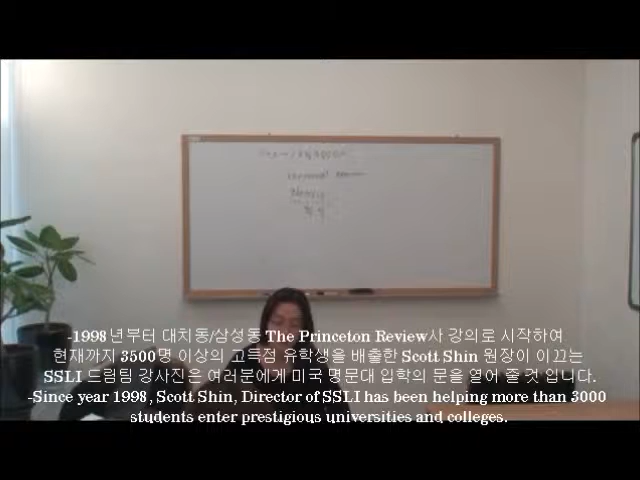 -1998년부터 대치동/삼성동 The Princeton Review사 강의로 시작하여
현재까지 3500명 이상의 고득점 유학생을 배출한 Scott Shin 원장이 이끄는
SSLI 드림팀 강사진은 여러분에게 미국 명문대 입학의 문을 열어 줄 것 입니다.
-Since year 1998, Scott Shin, Director of SSLI has been helping more than 3000
students enter prestigious universities and colleges.